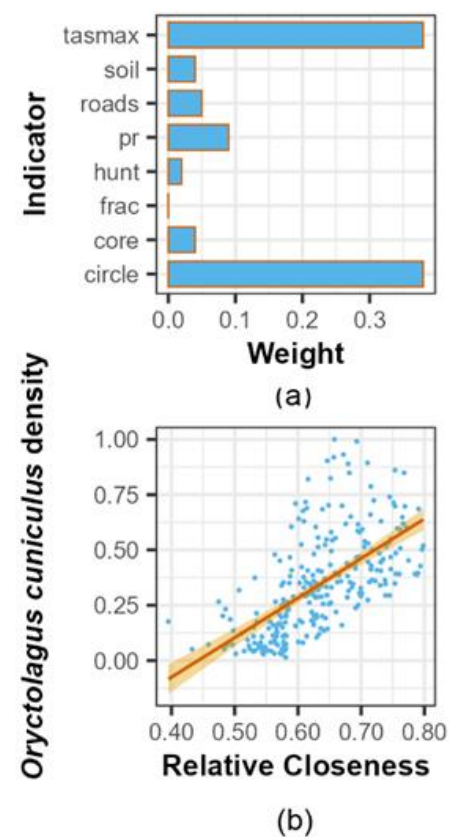 Indicator
tasmax
soil
roads
pr
hunt
frac
core
circle
0.0 0.1 0.2 0.3
Weight
(a)
Oryctolagus cuniculus density
1.00
0.75
0.50
0.25
0.00
0.40 0.50 0.60 0.70 0.80
Relative Closeness
(b)